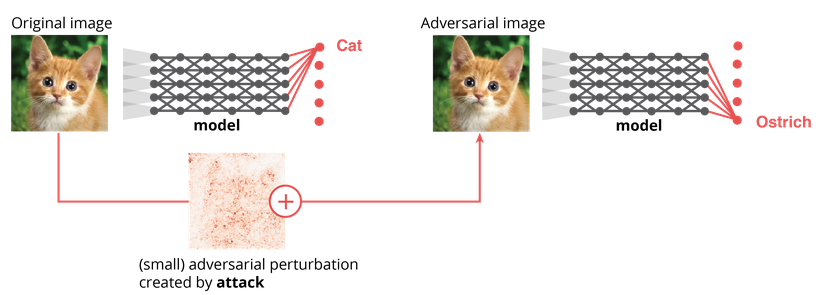 Original image
Cat
model
Adversarial image
model
Ostrich
+
(small) adversarial perturbation
created by attack